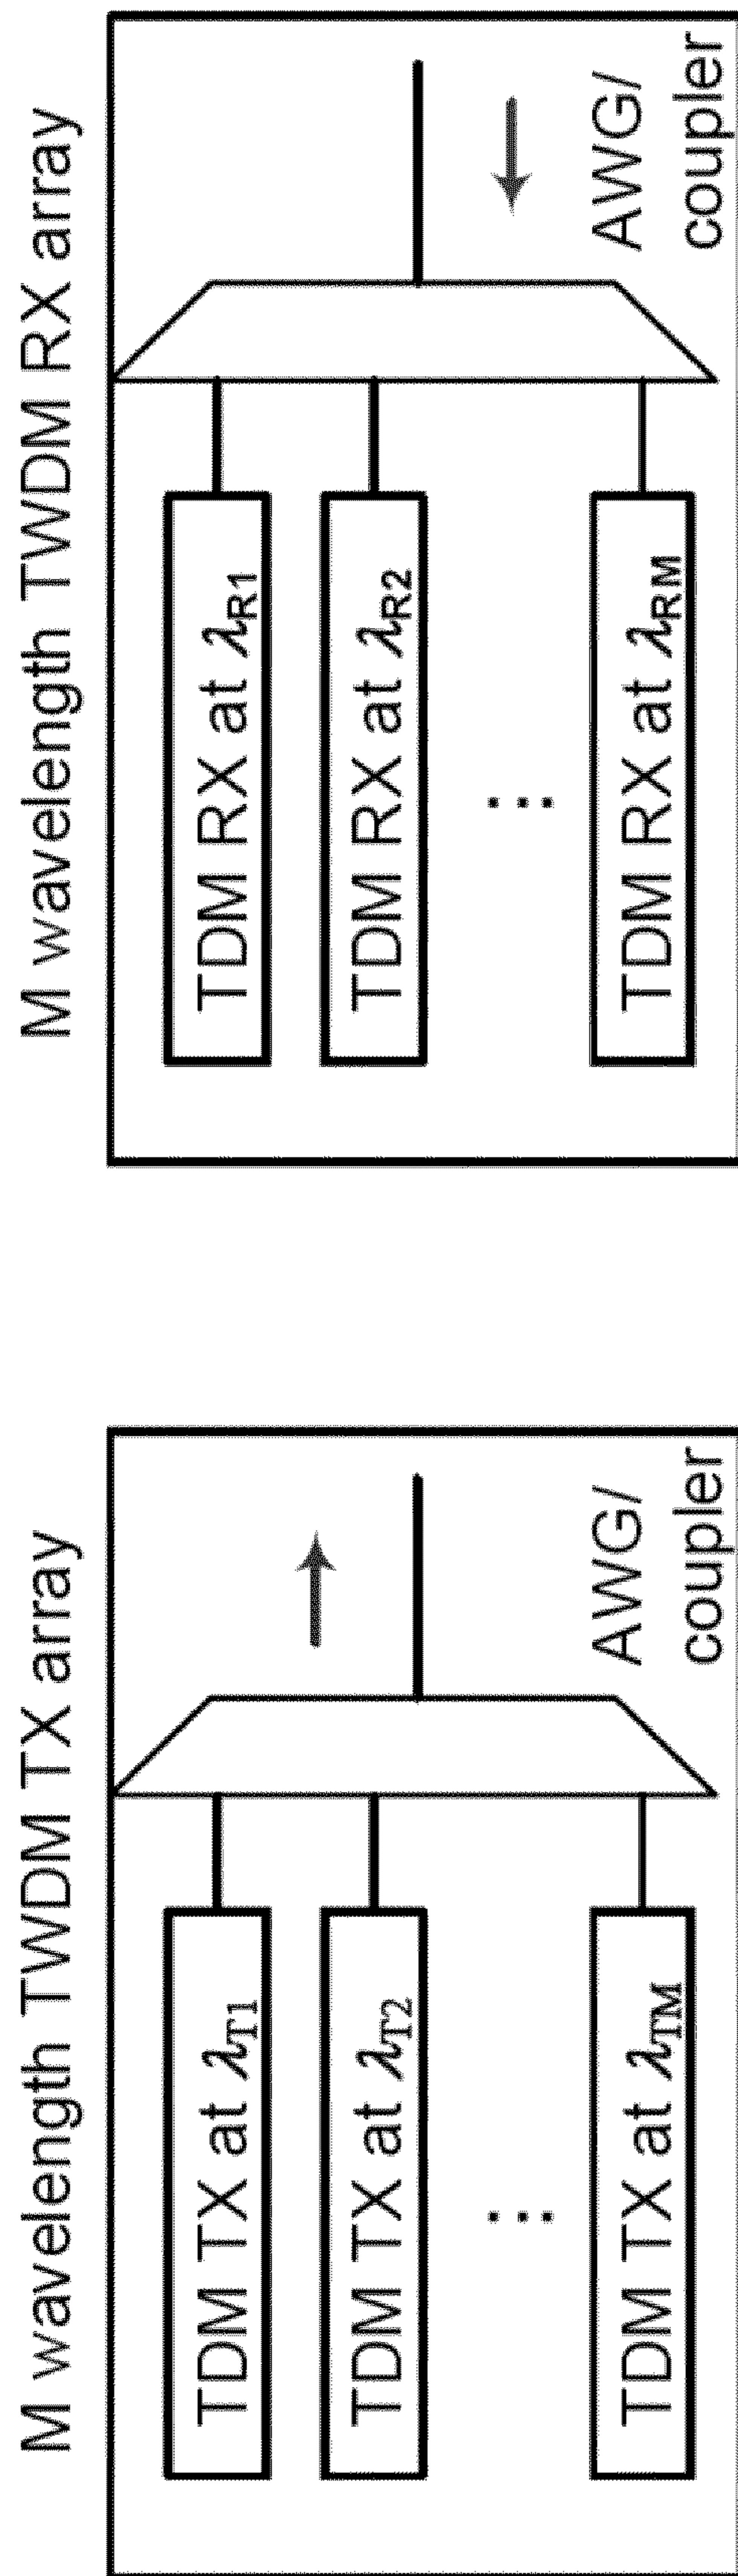 M wavelength TWDM TX array
TDM TX at λT1
TDM TX at λT2
⋮
TDM TX at λTM
AWG/
coupler
M wavelength TWDM RX array
TDM RX at λR1
TDM RX at λR2
⋮
TDM RX at λRM
AWG/
coupler